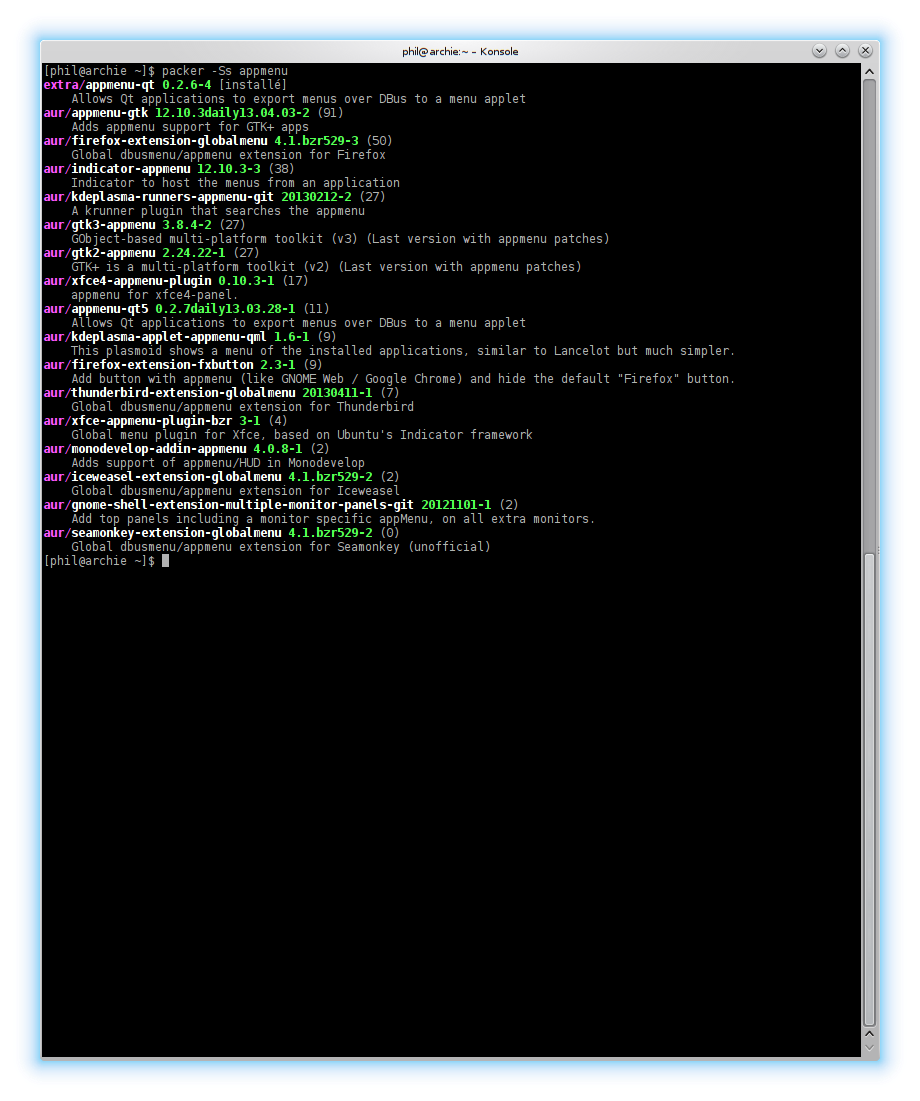 phil@archie:~ – Konsole
[phil@archie ~]$ packer -Ss appmenu
extra/appmenu-qt 0.2.6-4 [installé]
Allows Qt applications to export menus over DBus to a menu applet
aur/appmenu-gtk 12.10.3daily13.04.03-2 (91)
Adds appmenu support for GTK+ apps
aur/firefox-extension-globalmenu 4.1.bzr529-3 (50)
Global dbusmenu/appmenu extension for Firefox
aur/indicator-appmenu 12.10.3-3 (38)
Indicator to host the menus from an application
aur/kdeplasma-runners-appmenu-git 20130212-2 (27)
A krunner plugin that searches the appmenu
aur/gtk3-appmenu 3.8.4-2 (27)
GObject-based multi-platform toolkit (v3) (Last version with appmenu patches)
aur/gtk2-appmenu 2.24.22-1 (27)
GTK+ is a multi-platform toolkit (v2) (Last version with appmenu patches)
aur/xfce4-appmenu-plugin 0.10.3-1 (17)
appmenu for xfce4-panel.
aur/appmenu-qt5 0.2.7daily13.03.28-1 (11)
Allows Qt applications to export menus over DBus to a menu applet
aur/kdeplasma-applet-appmenu-qml 1.6-1 (9)
This plasmoid shows a menu of the installed applications, similar to Lancelot but much simpler.
aur/firefox-extension-fxbutton 2.3-1 (9)
Add button with appmenu (like GNOME Web / Google Chrome) and hide the default "Firefox" button.
aur/thunderbird-extension-globalmenu 20130411-1 (7)
Global dbusmenu/appmenu extension for Thunderbird
aur/xfce-appmenu-plugin-bzr 3-1 (4)
Global menu plugin for Xfce, based on Ubuntu's Indicator framework
aur/monodevelop-addin-appmenu 4.0.8-1 (2)
Adds support of appmenu/HUD in Monodevelop
aur/iceweasel-extension-globalmenu 4.1.bzr529-2 (2)
Global dbusmenu/appmenu extension for Iceweasel
aur/gnome-shell-extension-multiple-monitor-panels-git 20121101-1 (2)
Add top panels including a monitor specific appMenu, on all extra monitors.
aur/seamonkey-extension-globalmenu 4.1.bzr529-2 (0)
Global dbusmenu/appmenu extension for Seamonkey (unofficial)
[phil@archie ~]$